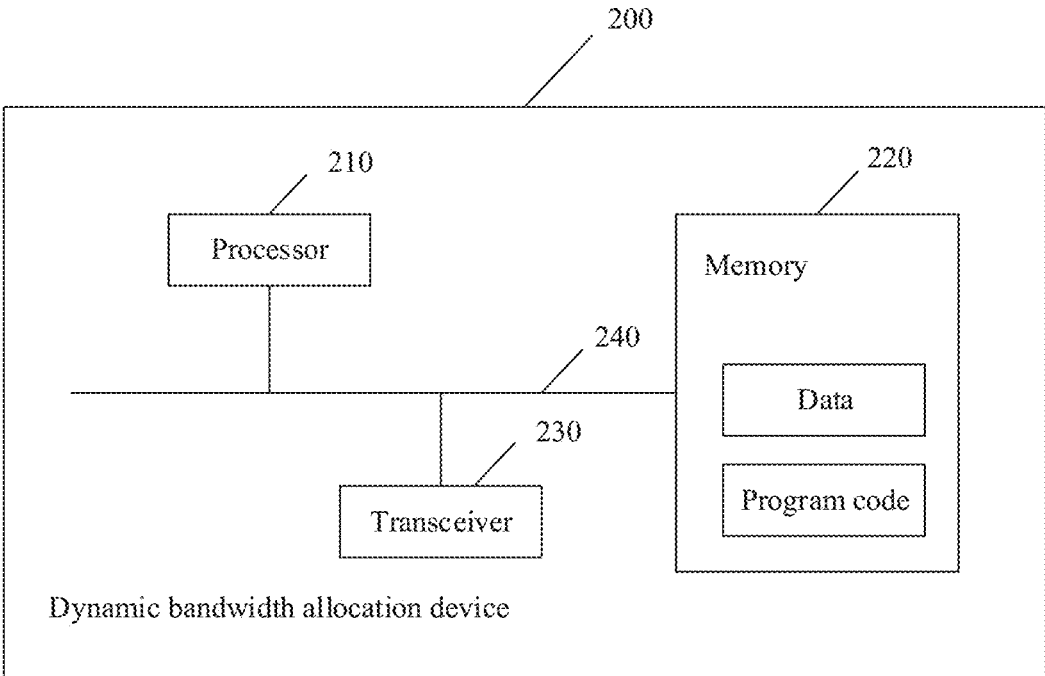 200
210
220
Processor
Memory
240
Data
230
Program code
Transceiver
Dynamic bandwidth allocation device